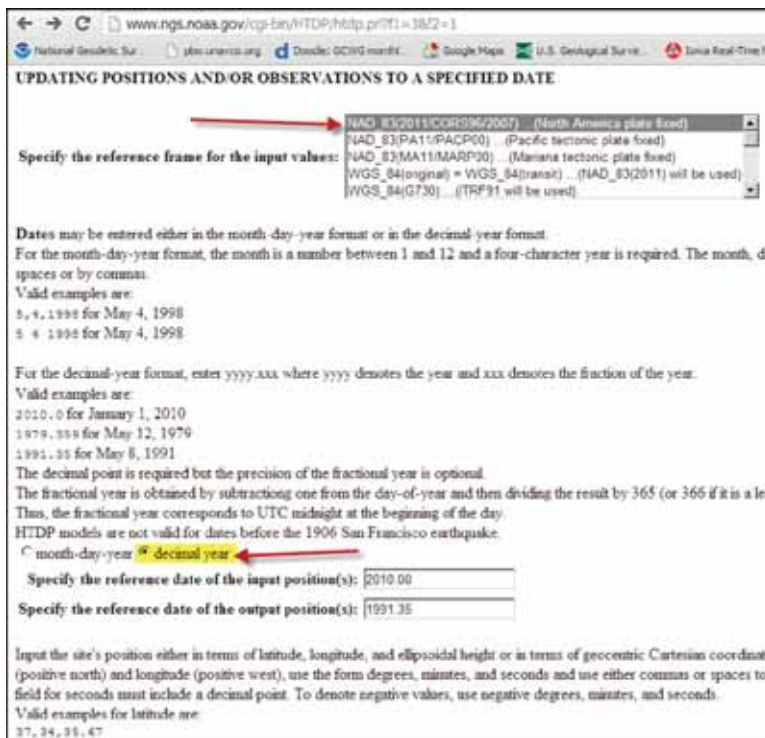 www.ngs.noaa.gov/cgi-bin/HTDP/htdp.prl?f1=3&f2=1
National Geodetic Sur... pbo.unavco.org Doodle: GCWG monthl... Google Maps U.S. Geological Surve... Iowa Real-Time
UPDATING POSITIONS AND/OR OBSERVATIONS TO A SPECIFIED DATE
NAD_83(2011/CORS96/2007) ...(North America plate fixed)
NAD_83(PA11/PACP00) ...(Pacific tectonic plate fixed)
Specify the reference frame for the input values: NAD_83(MA11/MARP00) ...(Mariana tectonic plate fixed)
WGS_84(original) = WGS_84(transit) ...(NAD_83(2011) will be used)
WGS_84(G730) ...(ITRF91 will be used)
Dates may be entered either in the month-day-year format or in the decimal-year format.
For the month-day-year format, the month is a number between 1 and 12 and a four-character year is required. The month, d
spaces or by commas.
Valid examples are:
5,4,1998 for May 4, 1998
5 4 1998 for May 4, 1998
For the decimal-year format, enter yyyy.xxx where yyyy denotes the year and xxx denotes the fraction of the year.
Valid examples are:
2010.0 for January 1, 2010
1979.359 for May 12, 1979
1991.35 for May 8, 1991
The decimal point is required but the precision of the fractional year is optional.
The fractional year is obtained by subtractiong one from the day-of-year and then dividing the result by 365 (or 366 if it is a le
Thus, the fractional year corresponds to UTC midnight at the beginning of the day.
HTDP models are not valid for dates before the 1906 San Francisco earthquake.
month-day-year decimal year
Specify the reference date of the input position(s): 2010.00
Specify the reference date of the output position(s): 1991.35
Input the site's position either in terms of latitude, longitude, and ellipsoidal height or in terms of geocentric Cartesian coordinat
(positive north) and longitude (positive west), use the form degrees, minutes, and seconds and use either commas or spaces to
field for seconds must include a decimal point. To denote negative values, use negative degrees, minutes, and seconds.
Valid examples for latitude are:
37,34,35.67